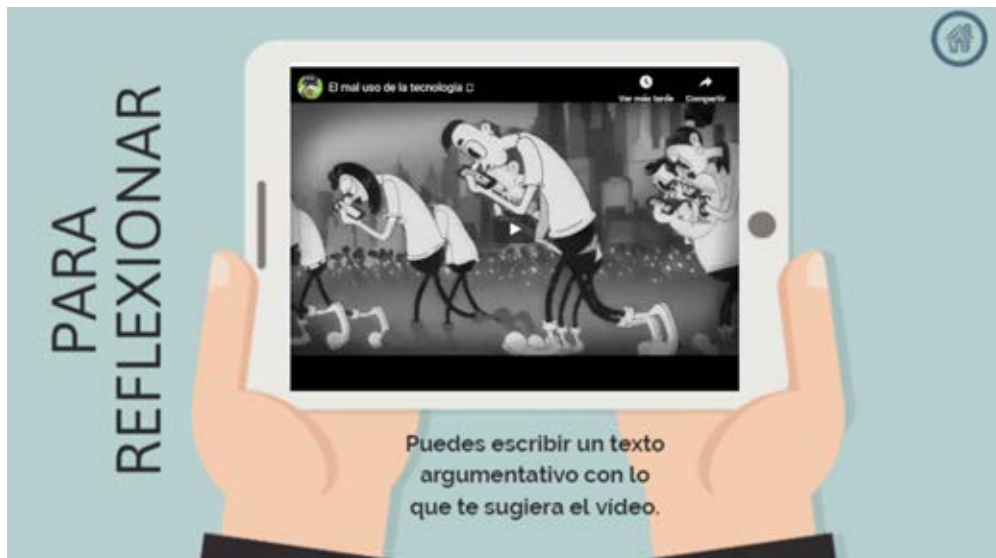 PARA
REFLEXIONAR
El mal uso de la tecnología
Ver más tarde
Compartir
Puedes escribir un texto
argumentativo con lo
que te sugiera el vídeo.